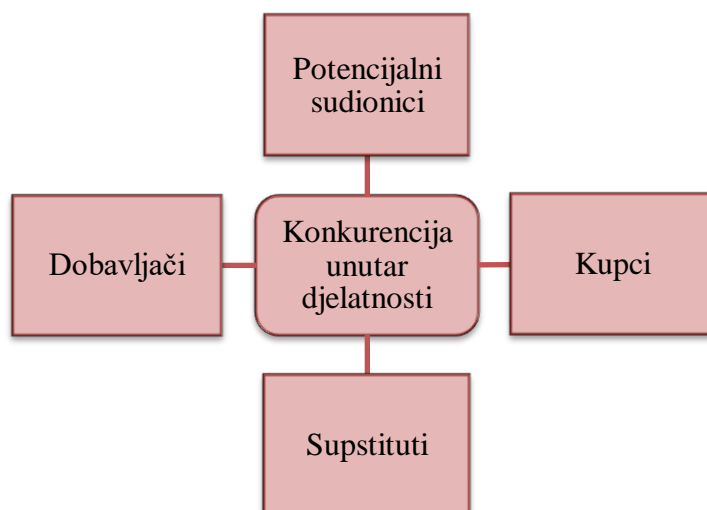 Potencijalni
sudionici
Dobavljači
Konkurencija
unutar
djelatnosti
Kupci
Supstituti